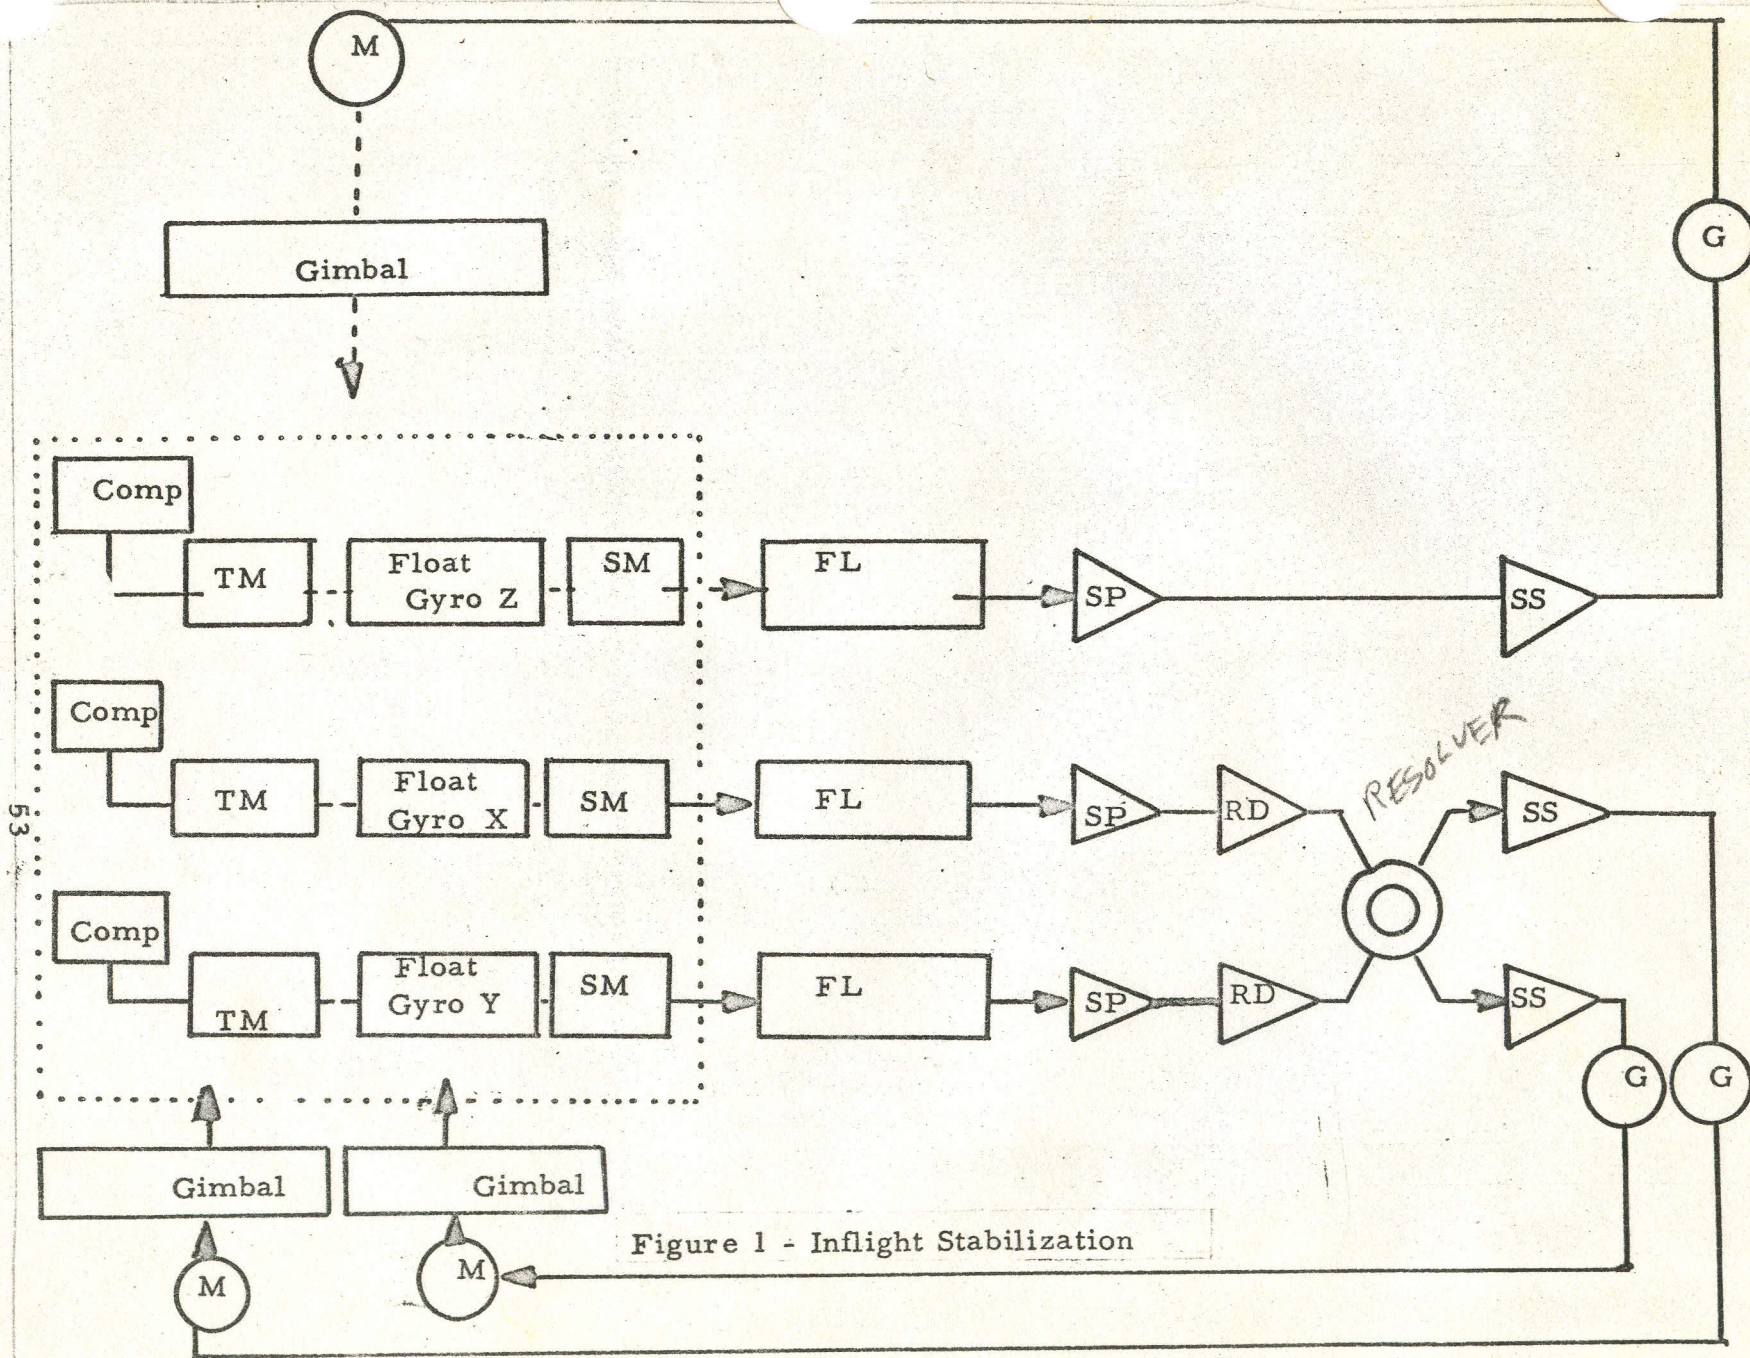 M
G
Gimbal
Comp
TM
Float
Gyro Z
SM
FL
SP
SS
Comp
TM
Float
Gyro X
SM
FL
SP
RD
RESOLVER
SS
Comp
TM
Float
Gyro Y
SM
FL
SP
RD
SS
G
G
53
Gimbal
Gimbal
M
M
Figure 1 - Inflight Stabilization